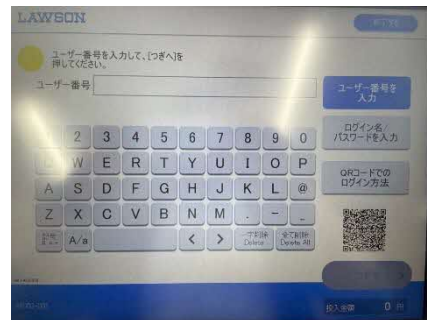 LAWSON
ユーザー番号を入力して、[つぎへ]を
押してください。
ユーザー番号
ユーザー番号を
入力
ログイン名/
パスワードを入力
QRコードでの
ログイン方法
2 3 4 5 6 7 8 9 0
W E R T Y U I O P
A S D F G H J K L @
Z X C V B N M . - _
A/a < > 一字削除 Delete 全て削除 Delete All
投入金額 0 円